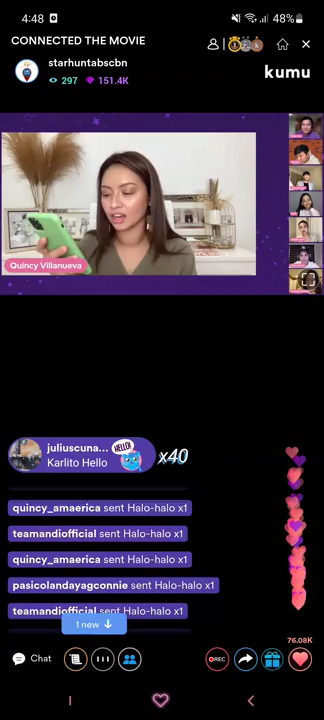 4:48
48%
CONNECTED THE MOVIE
starhuntabscbn
297
151.4K
kumu
Quincy Villanueva
juliuscuna...
HELLO!
Karlito Hello
x40
quincy_amaerica sent Halo-halo x1
teamandiofficial sent Halo-halo x1
quincy_amaerica sent Halo-halo x1
pasicolandayagconnie sent Halo-halo x1
teamandiofficial sent Halo-halo x1
1 new
76.08K
Chat
REC